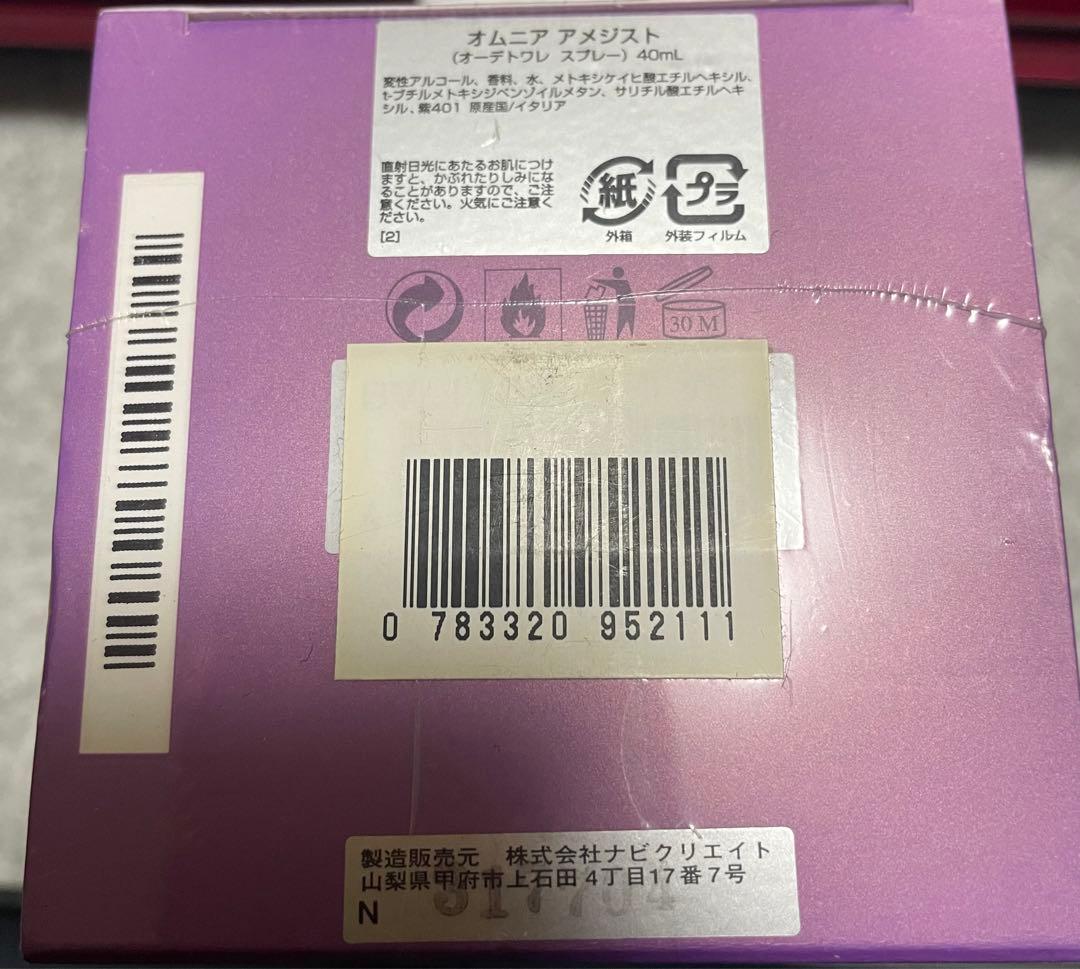 オムニア アメジスト
(オーデトワレ スプレー) 40mL
変性アルコール、香料、水、メトキシケイヒ酸エチルヘキシル、
t-ブチルメトキシジベンゾイルメタン、サリチル酸エチルヘキ
シル、紫401 原産国/イタリア
直射日光にあたるお肌につけ
ますと、かぶれたりしみにな
ることがありますので、ご注
意ください。火気にご注意く
ださい。
[2]
紙
外箱
プラ
外装フィルム
30 M
0 783320 952111
製造販売元 株式会社ナビクリエイト
山梨県甲府市上石田4丁目17番7号
N